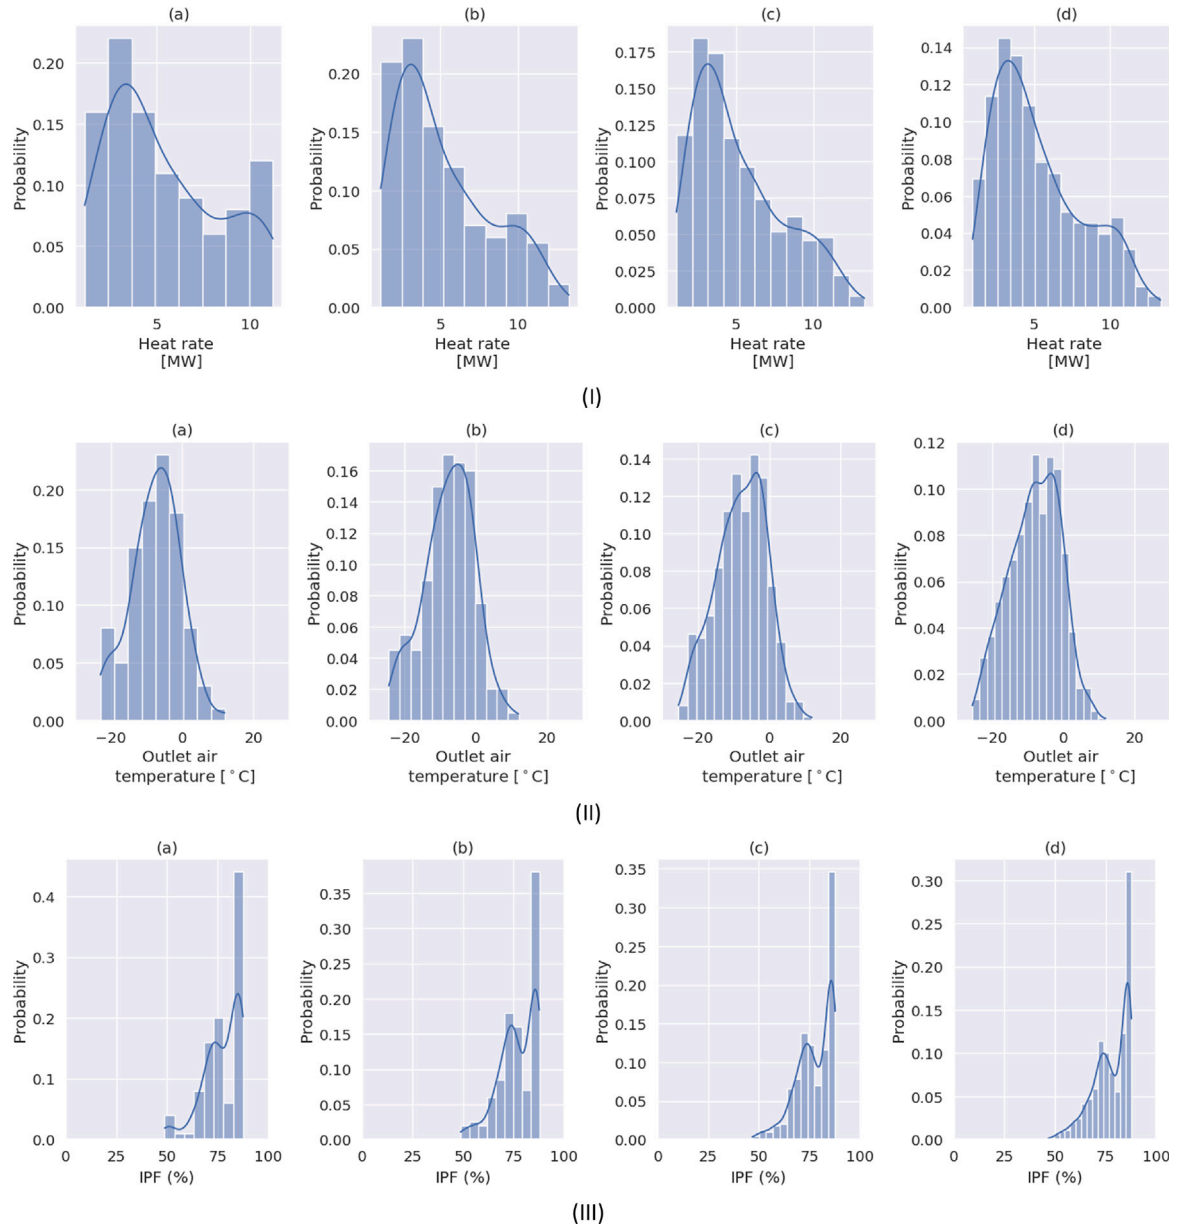 (a) (b) (c) (d)
0.20 0.15 0.10 0.05 0.00
Probability
5 10
Heat rate
[MW]
0.20 0.15 0.10 0.05 0.00
Probability
5 10
Heat rate
[MW]
0.175 0.150 0.125 0.100 0.075 0.050 0.025 0.000
Probability
5 10
Heat rate
[MW]
0.14 0.12 0.10 0.08 0.06 0.04 0.02 0.00
Probability
5 10
Heat rate
[MW]
(I)
(a) (b) (c) (d)
0.20 0.15 0.10 0.05 0.00
Probability
−20 0 20
Outlet air
temperature [°C]
0.16 0.14 0.12 0.10 0.08 0.06 0.04 0.02 0.00
Probability
−20 0 20
Outlet air
temperature [°C]
0.14 0.12 0.10 0.08 0.06 0.04 0.02 0.00
Probability
−20 0 20
Outlet air
temperature [°C]
0.12 0.10 0.08 0.06 0.04 0.02 0.00
Probability
−20 0 20
Outlet air
temperature [°C]
(II)
(a) (b) (c) (d)
0.4 0.3 0.2 0.1 0.0
Probability
0 25 50 75 100
IPF (%)
0.35 0.30 0.25 0.20 0.15 0.10 0.05 0.00
Probability
0 25 50 75 100
IPF (%)
0.35 0.30 0.25 0.20 0.15 0.10 0.05 0.00
Probability
0 25 50 75 100
IPF (%)
0.30 0.25 0.20 0.15 0.10 0.05 0.00
Probability
0 25 50 75 100
IPF (%)
(III)